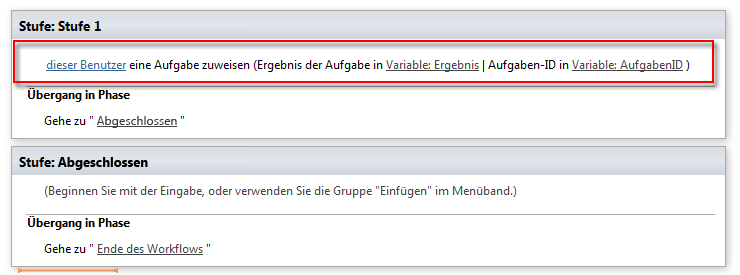 Stufe: Stufe 1
dieser Benutzer eine Aufgabe zuweisen (Ergebnis der Aufgabe in Variable: Ergebnis | Aufgaben-ID in Variable: AufgabenID )
Übergang in Phase
Gehe zu " Abgeschlossen "
Stufe: Abgeschlossen
(Beginnen Sie mit der Eingabe, oder verwenden Sie die Gruppe "Einfügen" im Menüband.)
Übergang in Phase
Gehe zu " Ende des Workflows "